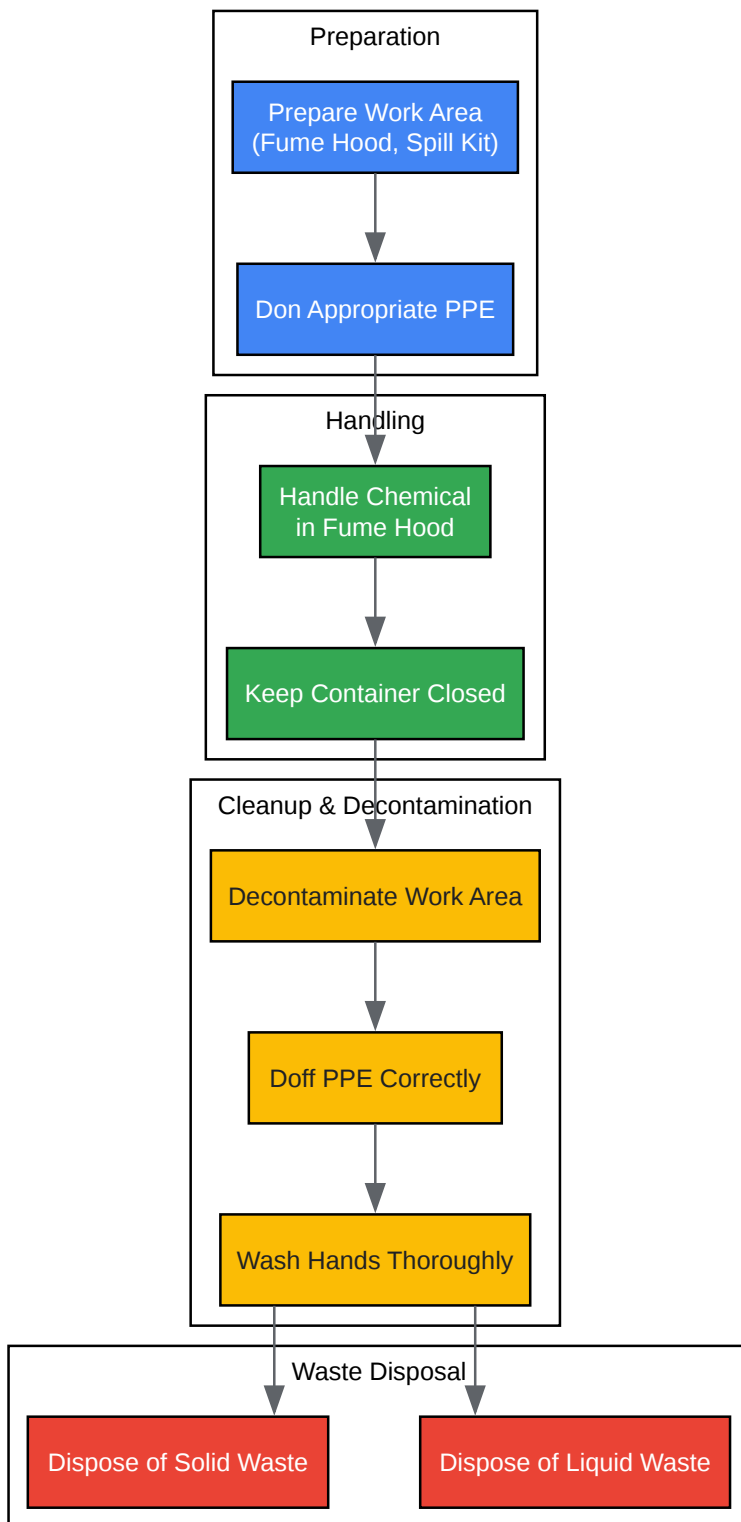 Preparation
Prepare Work Area
(Fume Hood, Spill Kit)
Don Appropriate PPE
Handling
Handle Chemical
in Fume Hood
Keep Container Closed
Cleanup & Decontamination
Decontaminate Work Area
Doff PPE Correctly
Wash Hands Thoroughly
Waste Disposal
Dispose of Solid Waste
Dispose of Liquid Waste